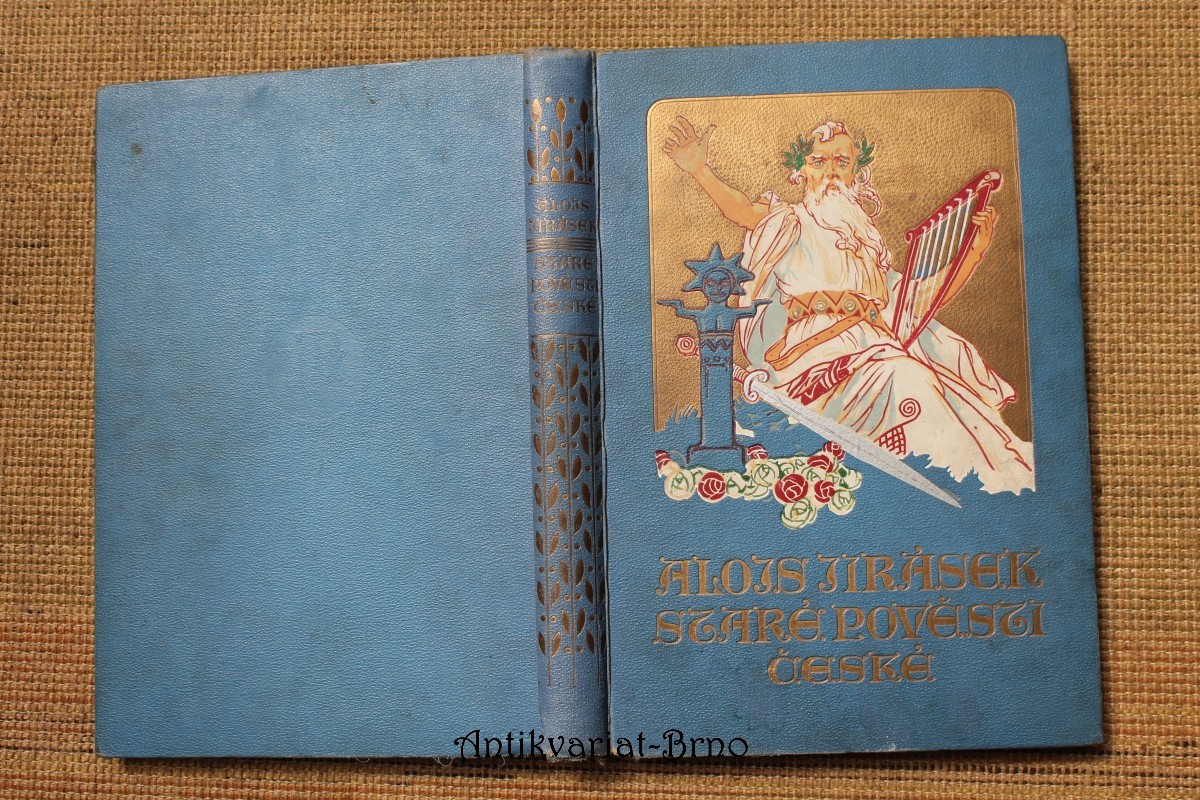 ALOIS
JIRÁSEK
STARÉ
POVĚSTI
ČESKÉ
ALOIS JIRÁSEK
STARÉ POVĚSTI
ČESKÉ
Antikvariat-Brno